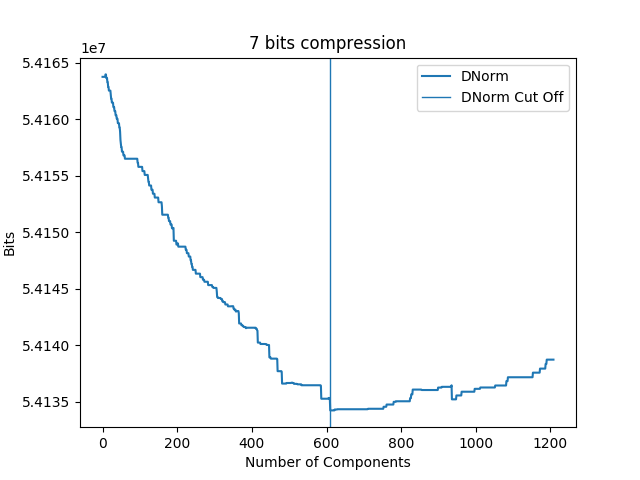 7 bits compression
1e7
5.4165
5.4160
5.4155
5.4150
5.4145
5.4140
5.4135
Bits
DNorm
DNorm Cut Off
0 200 400 600 800 1000 1200
Number of Components